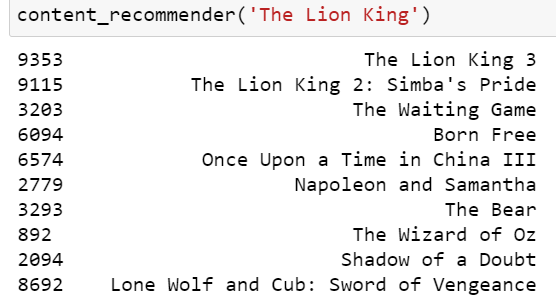 content_recommender('The Lion King')
9353 The Lion King 3
9115 The Lion King 2: Simba's Pride
3203 The Waiting Game
6094 Born Free
6574 Once Upon a Time in China III
2779 Napoleon and Samantha
3293 The Bear
892 The Wizard of Oz
2094 Shadow of a Doubt
8692 Lone Wolf and Cub: Sword of Vengeance